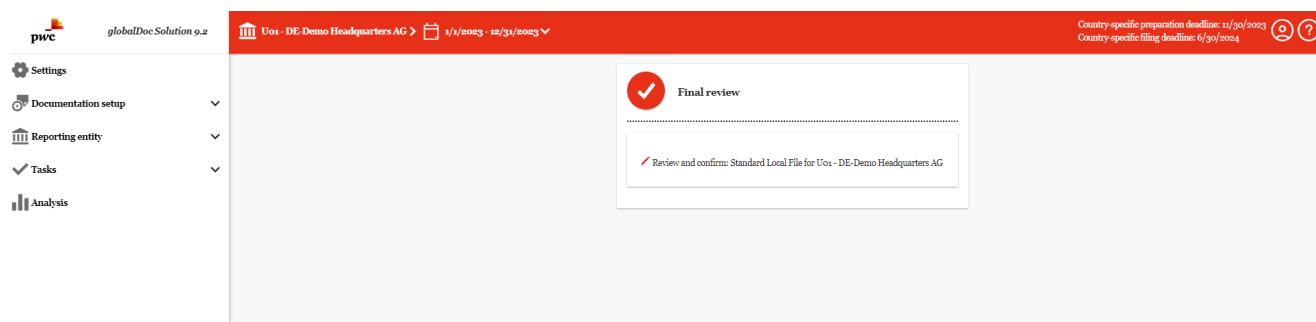 pwc
globalDoc Solution 9.2
U01 - DE-Demo Headquarters AG
1/1/2023 - 12/31/2023
Country-specific preparation deadline: 11/30/2023
Country-specific filing deadline: 6/30/2024
?
Settings
Documentation setup
Reporting entity
Tasks
Analysis
Final review
Review and confirm: Standard Local File for U01 - DE-Demo Headquarters AG